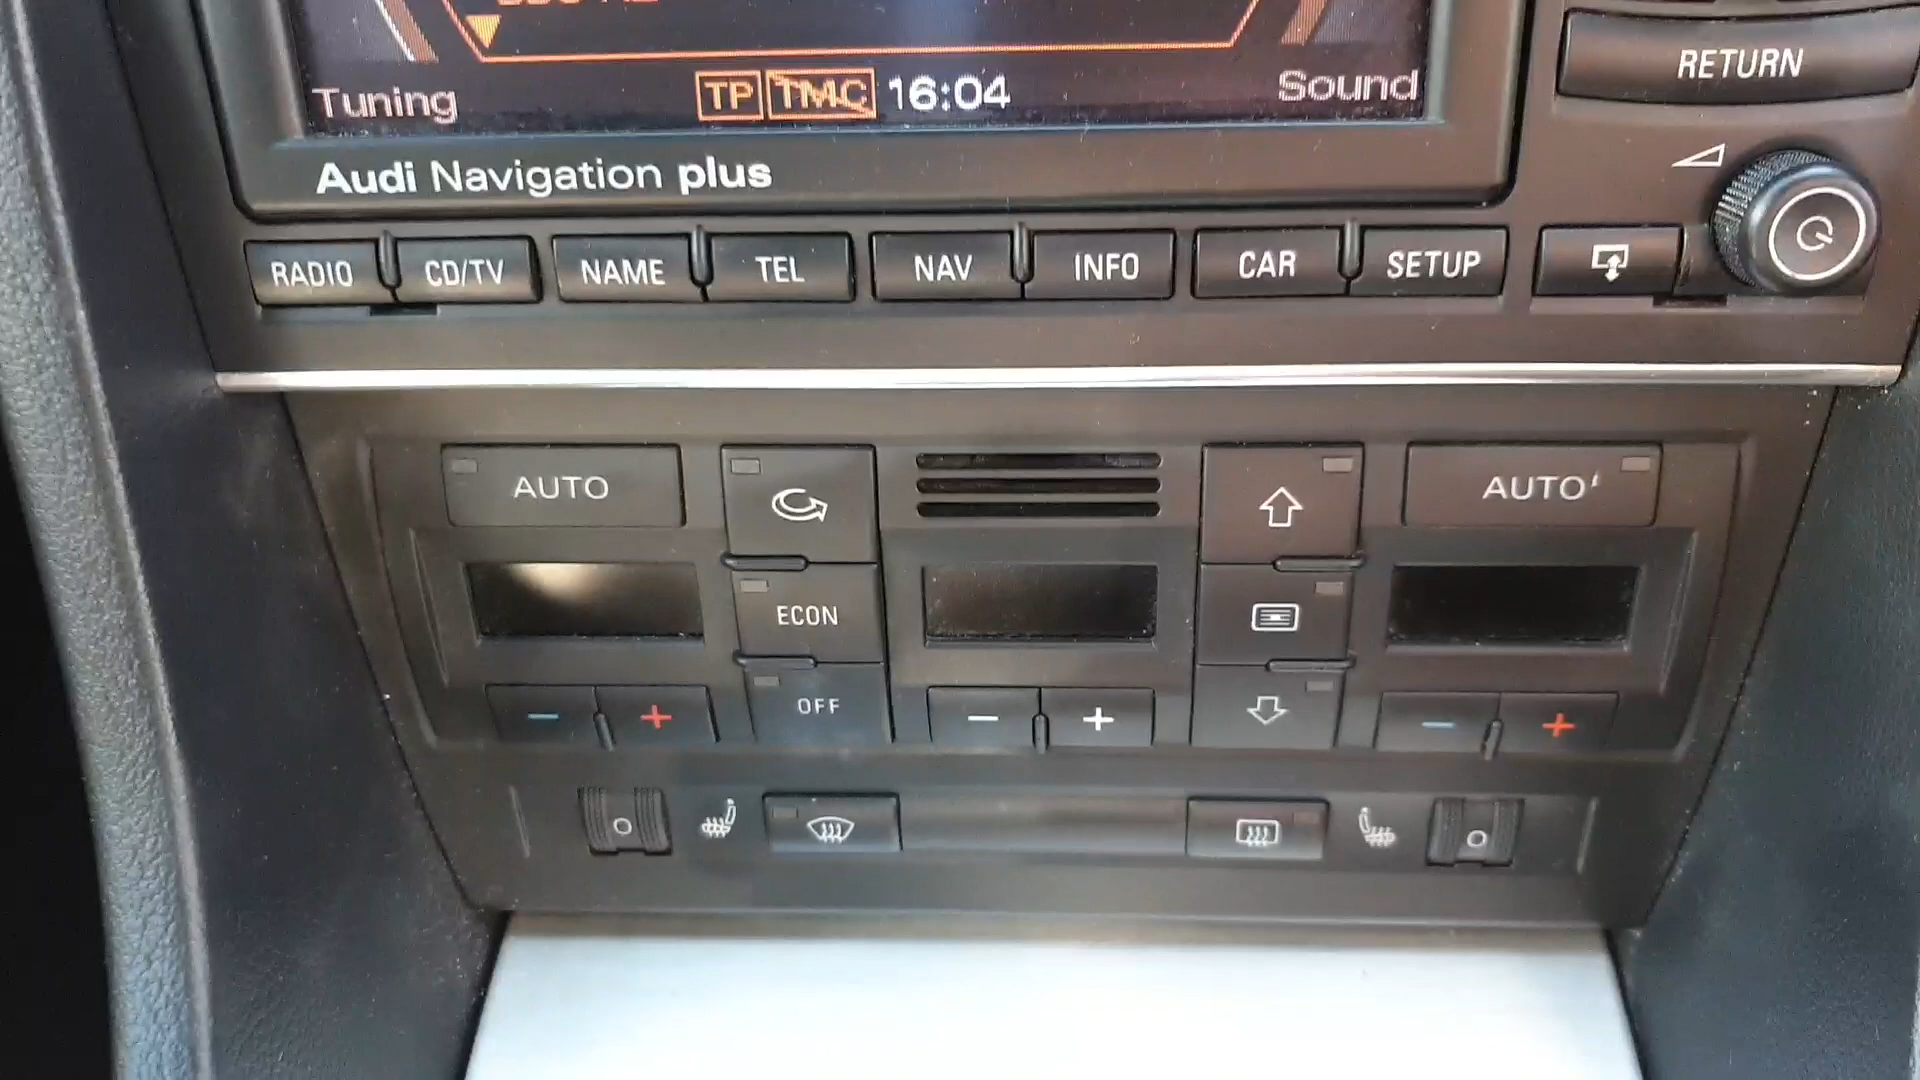 Tuning TP TMC 16:04 Sound
RETURN
Audi Navigation plus
RADIO CD/TV NAME TEL NAV INFO CAR SETUP
AUTO AUTO
ECON
OFF
- + - + - +
O O